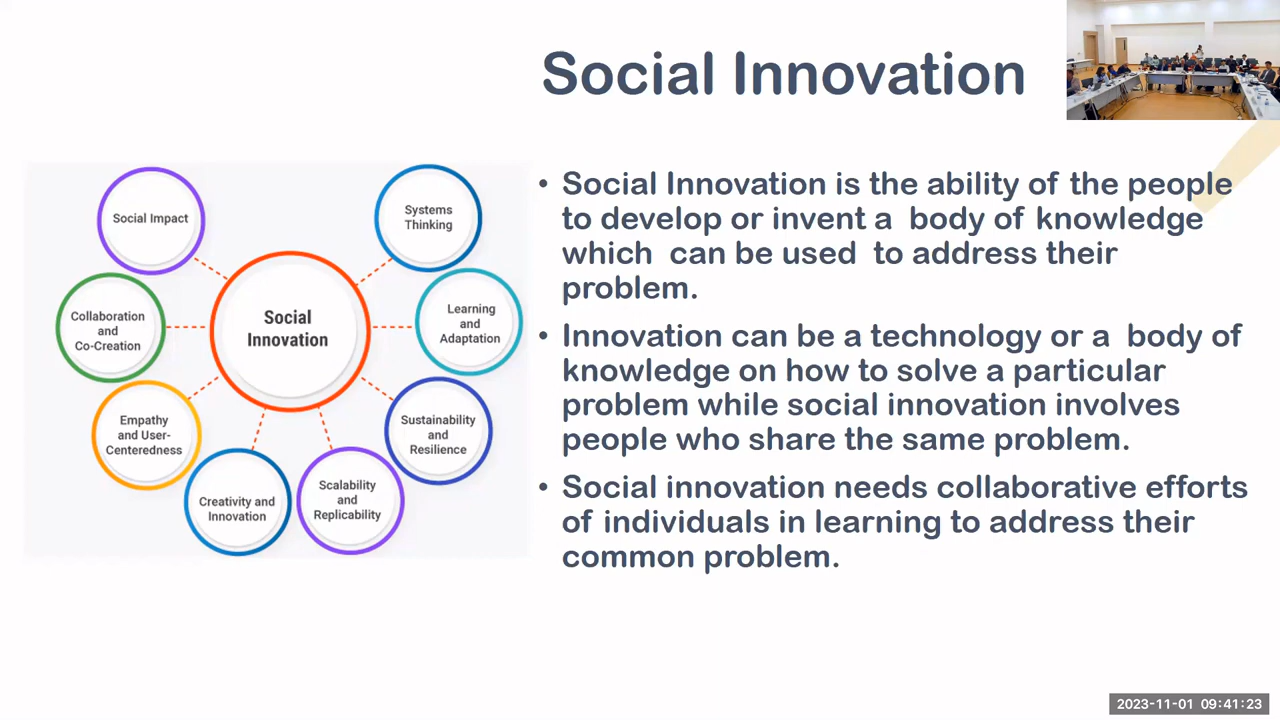 Social Innovation
Social Impact
Systems
Thinking
Collaboration
and
Co-Creation
Social
Innovation
Learning
and
Adaptation
Empathy
and User-
Centeredness
Sustainability
and
Resilience
Creativity and
Innovation
Scalability
and
Replicability
• Social Innovation is the ability of the people
to develop or invent a body of knowledge
which can be used to address their
problem.
• Innovation can be a technology or a body of
knowledge on how to solve a particular
problem while social innovation involves
people who share the same problem.
• Social innovation needs collaborative efforts
of individuals in learning to address their
common problem.
2023-11-01 09:41:23